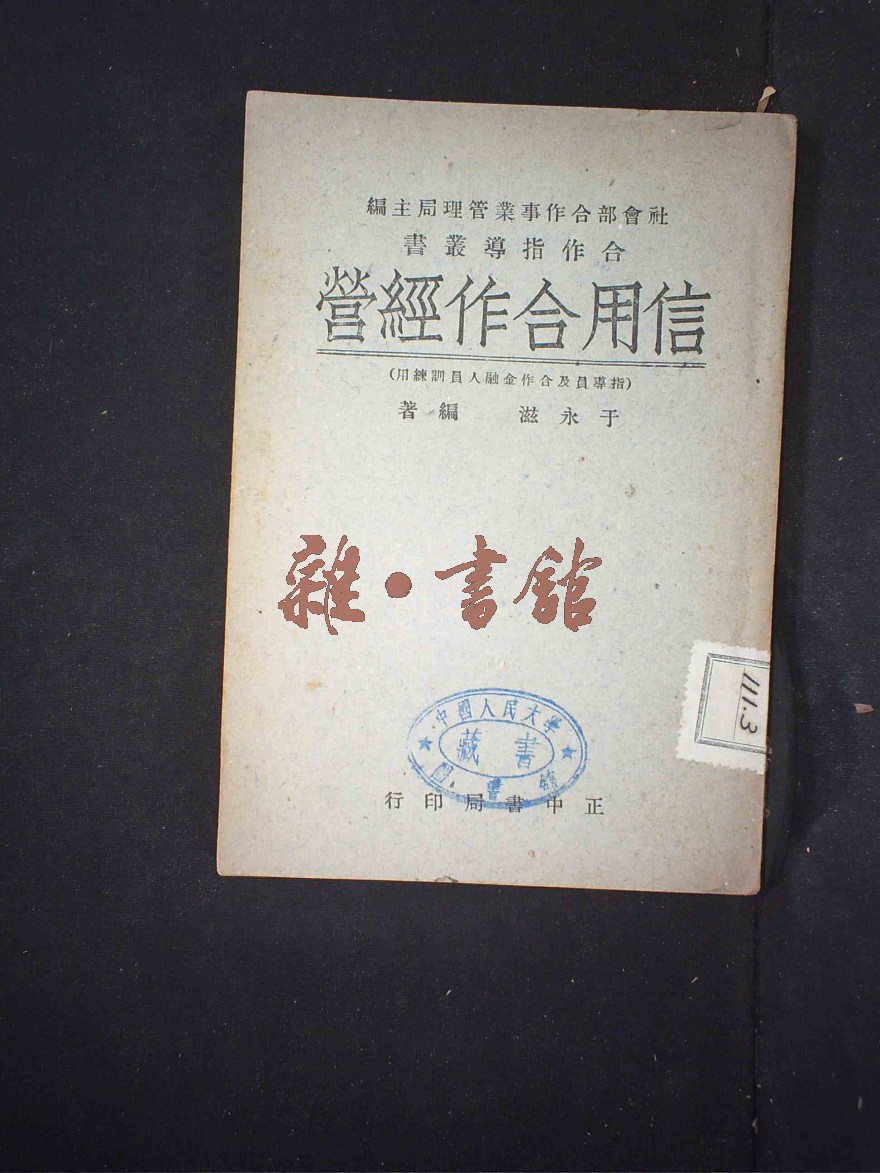 社會部合作事業管理局主編
合作指導叢書
信用合作經營
(指導員及合作金融人員訓練用)
于永滋 編著
雜·書館
111.3
中國人民大學
藏書
圖書館
正中書局印行